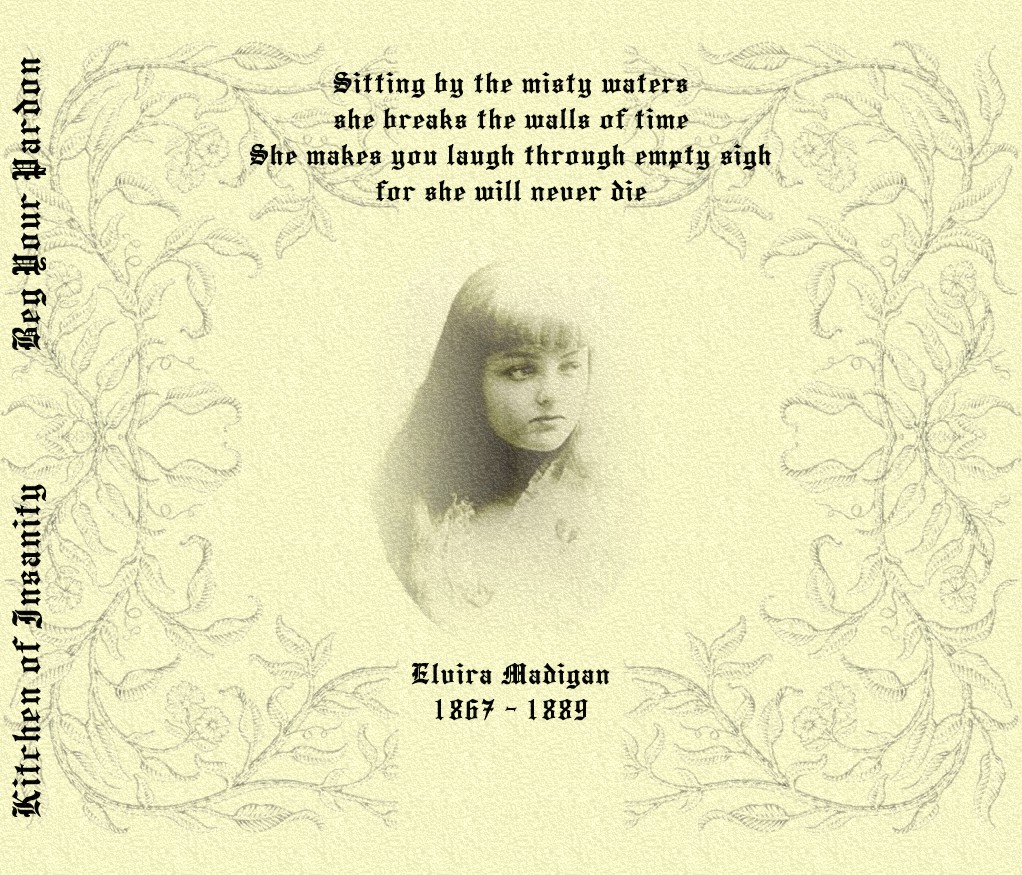 Sitting by the misty waters
she breaks the walls of time
She makes you laugh through empty sigh
for she will never die
Elvira Madigan
1867 - 1889
Kitchen of Insanity
Beg Your Pardon